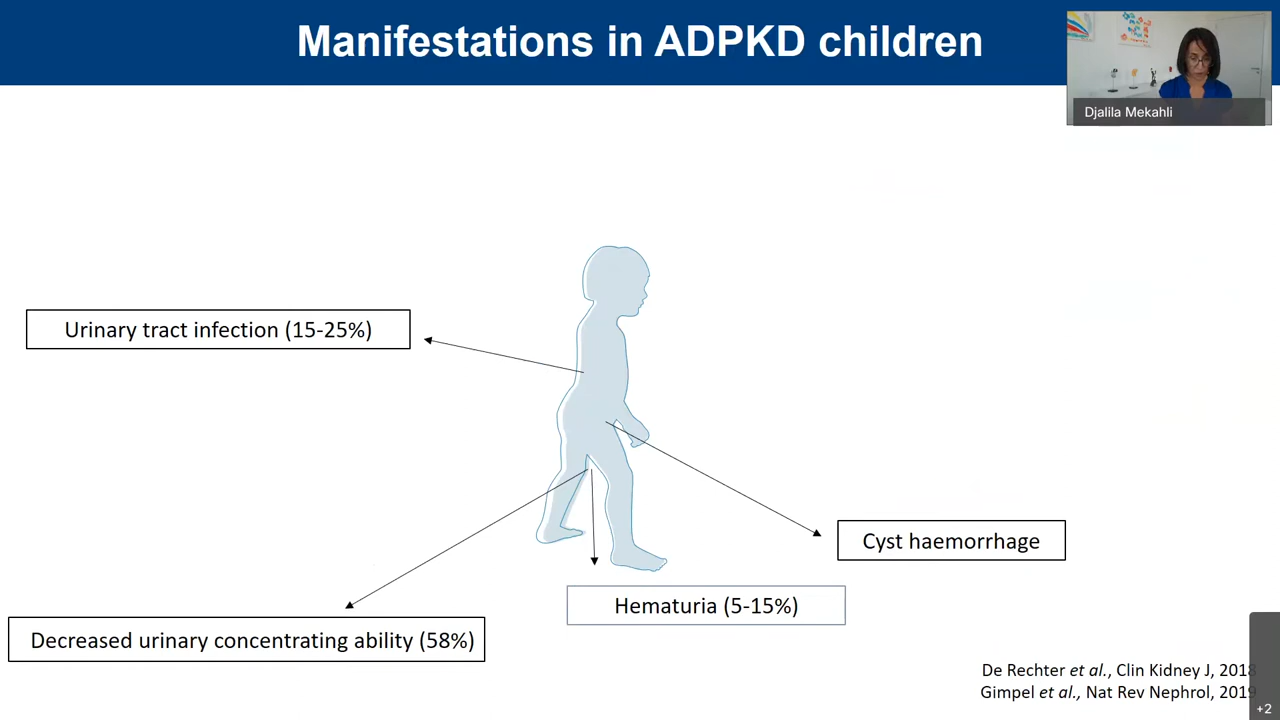 Manifestations in ADPKD children
Djalila Mekahli
Urinary tract infection (15-25%)
Cyst haemorrhage
Hematuria (5-15%)
Decreased urinary concentrating ability (58%)
De Rechter et al., Clin Kidney J, 2018
Gimpel et al., Nat Rev Nephrol, 2019
+2